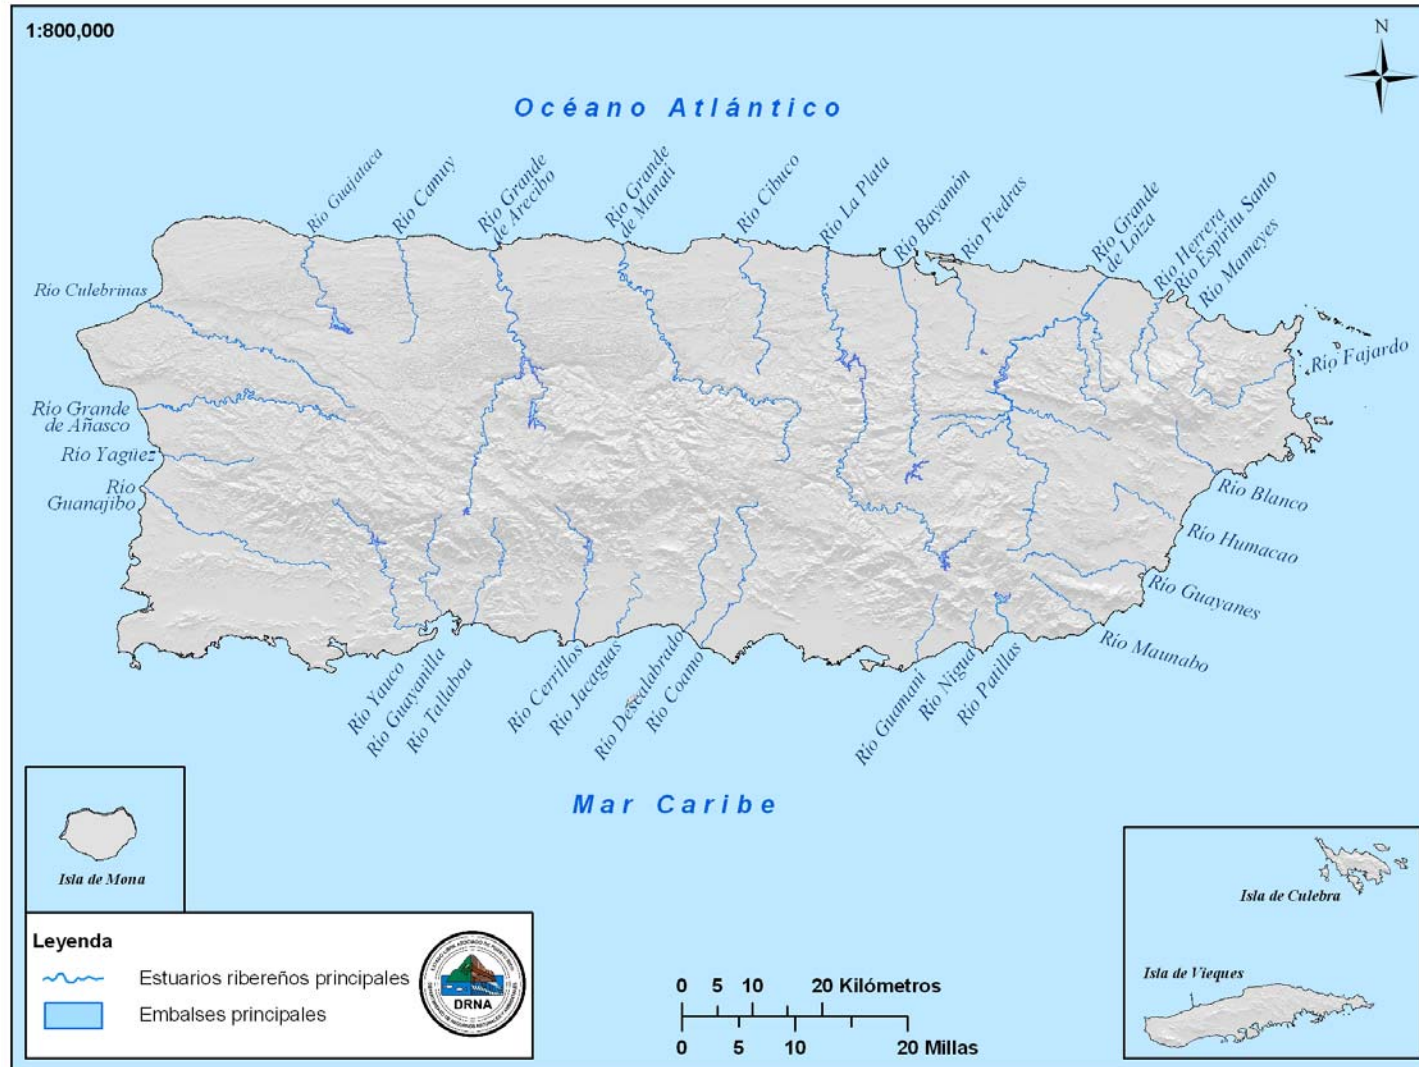 1:800,000
N
Océano Atlántico
Río Guajataca
Río Camuy
Río Grande
de Arecibo
Río Grande
de Manatí
Río Cibuco
Río La Plata
Río Bayamón
Río Piedras
Río Grande
de Loiza
Río Herrera
Río Espíritu Santo
Río Mameyes
Río Culebrinas
Río Fajardo
Río Grande
de Añasco
Río Yagüez
Río
Guanajibo
Río Blanco
Río Humacao
Río Guayanes
Río Maunabo
Río Yauco
Río Guayanilla
Río Tallaboa
Río Cerrillos
Río Jacaguas
Río Descalabrado
Río Coamo
Río Guamaní
Río Nigua
Río Patillas
Mar Caribe
Isla de Mona
Isla de Culebra
Isla de Vieques
Leyenda
Estuarios ribereños principales
Embalses principales
DRNA
0 5 10 20 Kilómetros
0 5 10 20 Millas